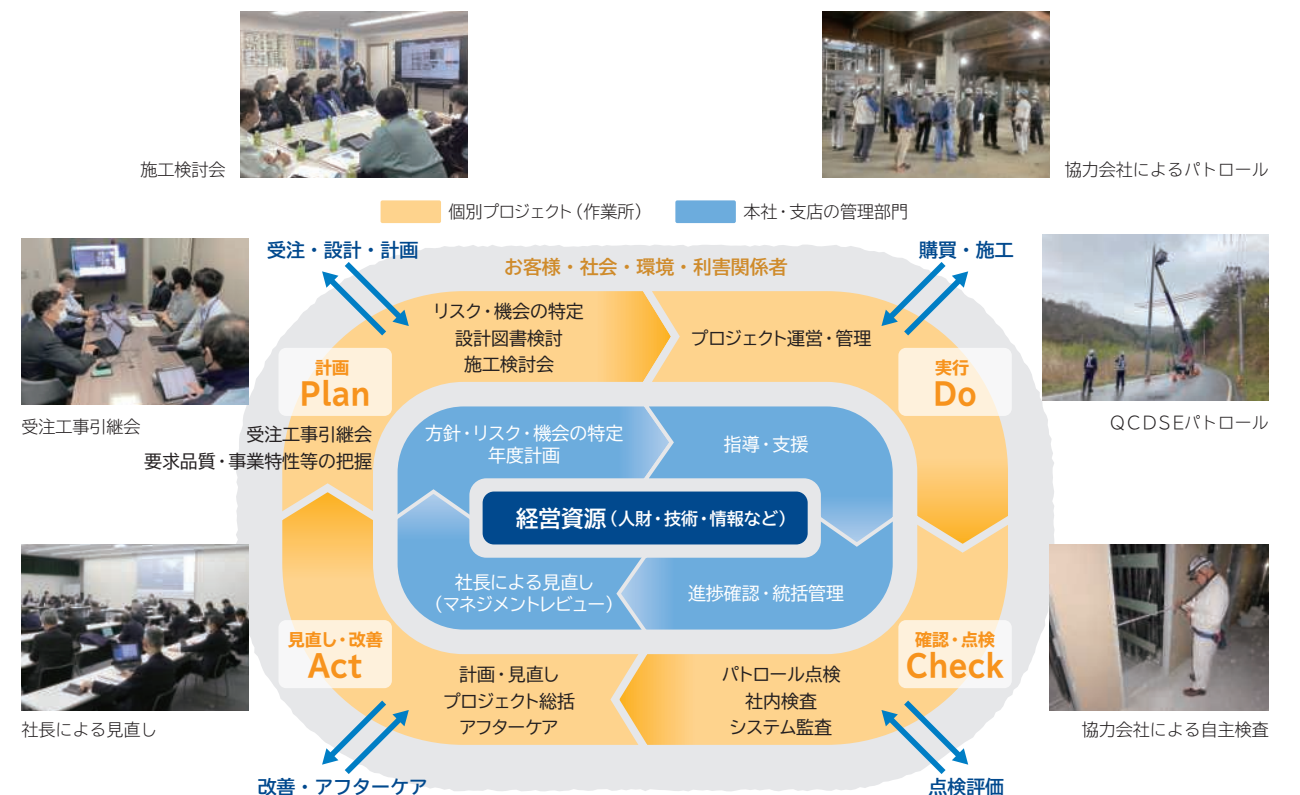 施工検討会
協力会社によるパトロール
個別プロジェクト（作業所）
本社・支店の管理部門
受注・設計・計画
購買・施工
お客様・社会・環境・利害関係者
リスク・機会の特定
設計図書検討
施工検討会
プロジェクト運営・管理
計画
Plan
実行
Do
受注工事引継会
QCDSEパトロール
受注工事引継会
要求品質・事業特性等の把握
方針・リスク・機会の特定
年度計画
指導・支援
経営資源（人財・技術・情報など）
社長による見直し
（マネジメントレビュー）
進捗確認・統括管理
見直し・改善
Act
確認・点検
Check
計画・見直し
プロジェクト総括
アフターケア
パトロール点検
社内検査
システム監査
社長による見直し
協力会社による自主検査
改善・アフターケア
点検評価